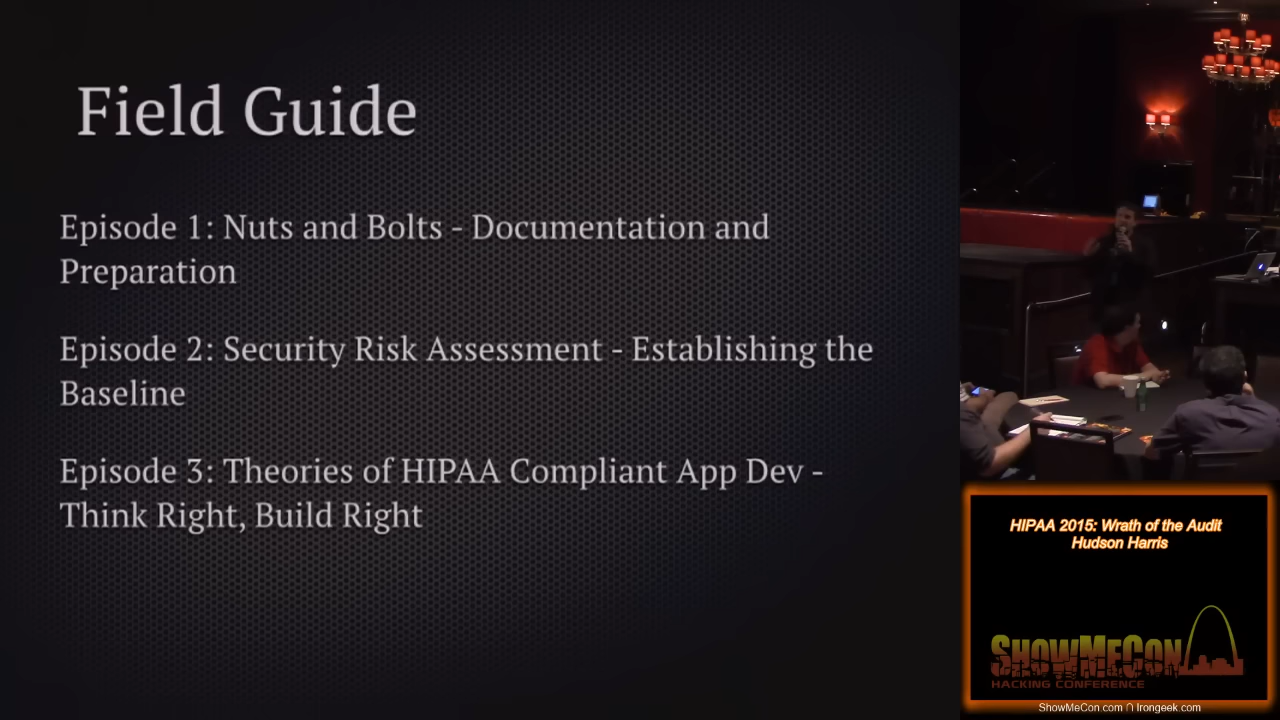 Field Guide
Episode 1: Nuts and Bolts - Documentation and
Preparation
Episode 2: Security Risk Assessment - Establishing the
Baseline
Episode 3: Theories of HIPAA Compliant App Dev -
Think Right, Build Right
HIPAA 2015: Wrath of the Audit
Hudson Harris
SHOWMECON
HACKING CONFERENCE
ShowMeCon.com ∩ Irongeek.com